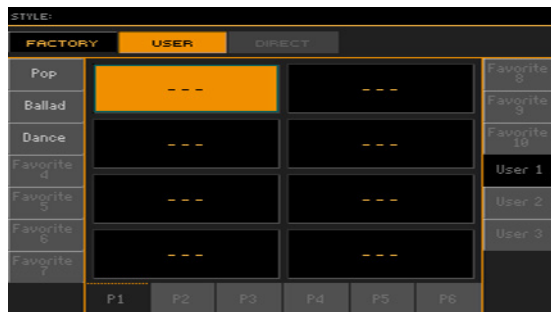 STYLE:
FACTORY USER DIRECT
Pop
Ballad
Dance
Favorite
4
Favorite
5
Favorite
6
Favorite
7
--- ---
--- ---
--- ---
--- ---
Favorite
8
Favorite
9
Favorite
10
User 1
User 2
User 3
P1 P2 P3 P4 P5 P6